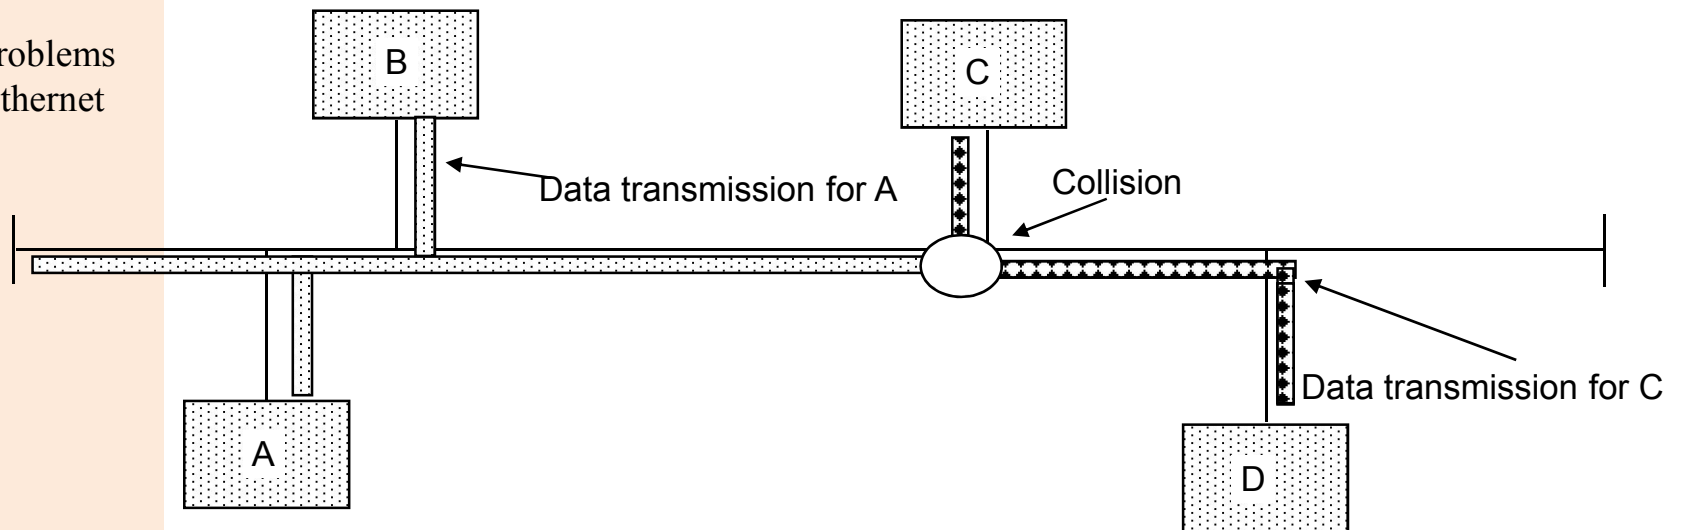 roblems
thernet
B
C
Data transmission for A
Collision
Data transmission for C
A
D